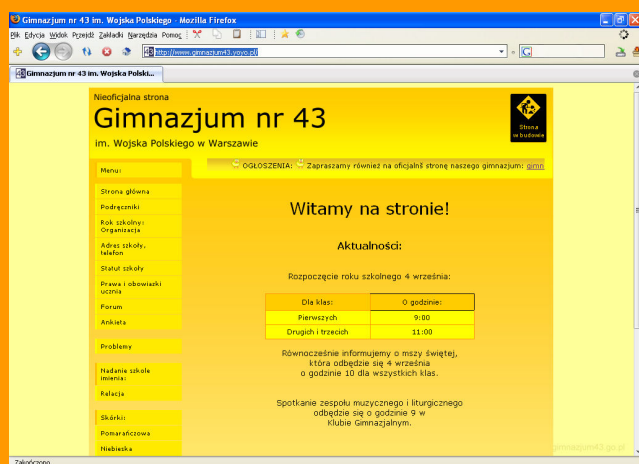 Gimnazjum nr 43 im. Wojska Polskiego - Mozilla Firefox
Plik Edycja Widok Przejdź Zakładki Narzędzia Pomoc
http://www.gimnazjum43.yoyo.pl/
Gimnazjum nr 43 im. Wojska Polski...
Nieoficjalna strona
Gimnazjum nr 43
im. Wojska Polskiego w Warszawie
Strona
w budowie
OGŁOSZENIA: Zapraszamy również na oficjalnš stronę naszego gimnazjum: gimn
Menu:
Strona główna
Podręczniki
Rok szkolny:
Organizacja
Adres szkoły,
telefon
Statut szkoły
Prawa i obowiazki
ucznia
Forum
Ankieta
Problemy
Nadanie szkole
imienia:
Relacja
Skórki:
Pomarańczowa
Niebieska
Witamy na stronie!
Aktualności:
Rozpoczęcie roku szkolnego 4 września:
Dla klas: O godzinie:
Pierwszych 9:00
Drugich i trzecich 11:00
Równocześnie informujemy o mszy świętej,
która odbędzie się 4 września
o godzinie 10 dla wszystkich klas.
Spotkanie zespołu muzycznego i liturgicznego
odbędzie się o godzinie 9 w
Klubie Gimnazjalnym.
Zakończono